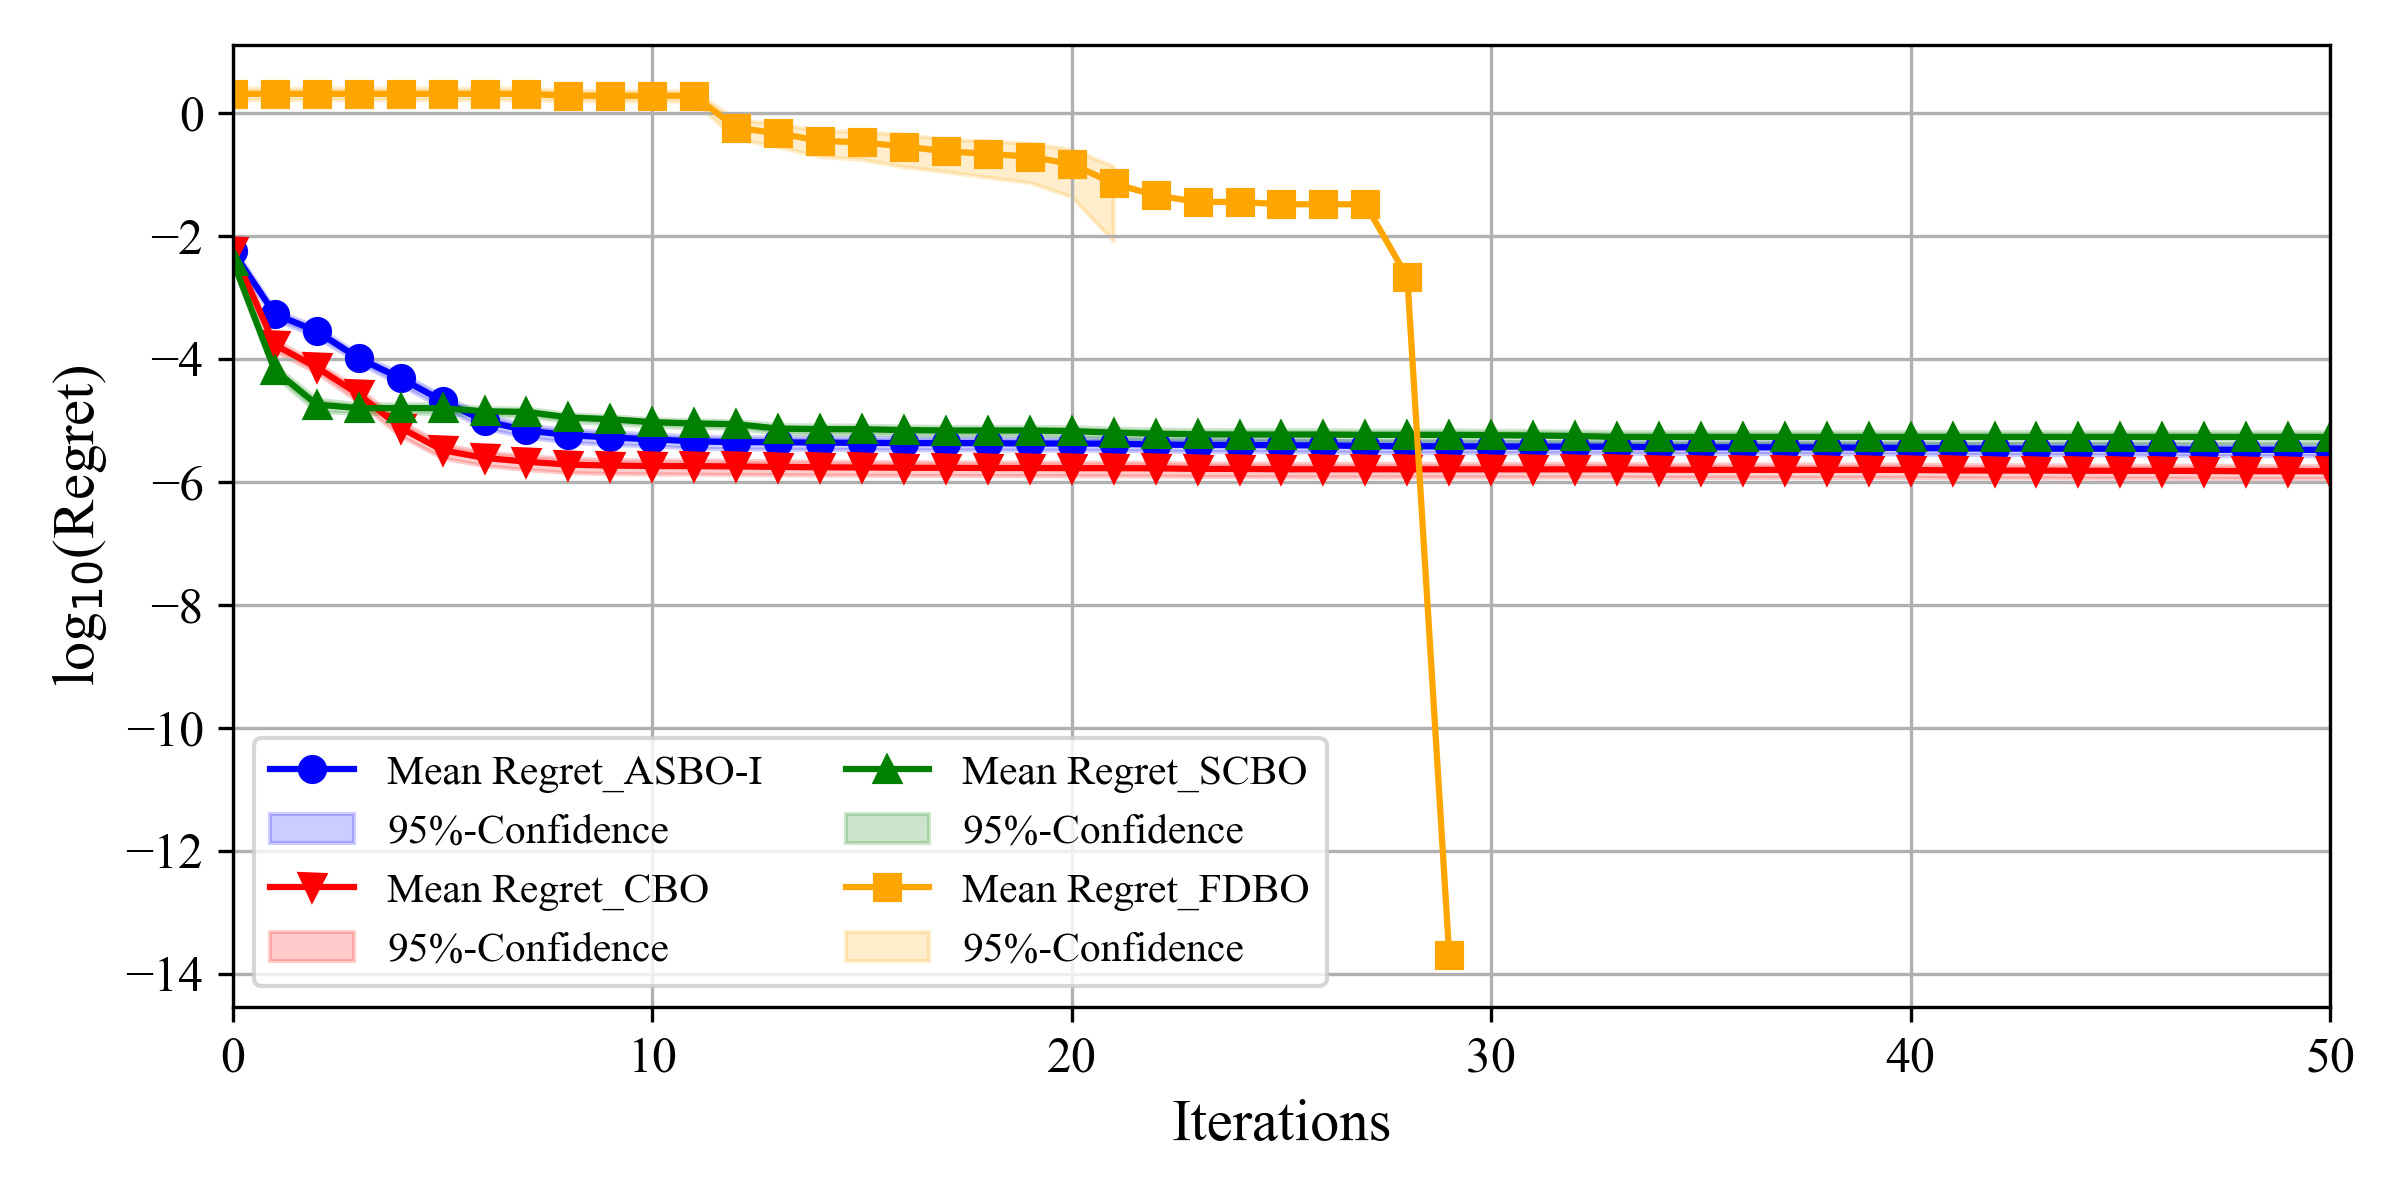 0
−2
−4
−6
−8
−10
−12
−14
log10(Regret)
Mean Regret_ASBO-I
95%-Confidence
Mean Regret_CBO
95%-Confidence
Mean Regret_SCBO
95%-Confidence
Mean Regret_FDBO
95%-Confidence
0 10 20 30 40 50
Iterations